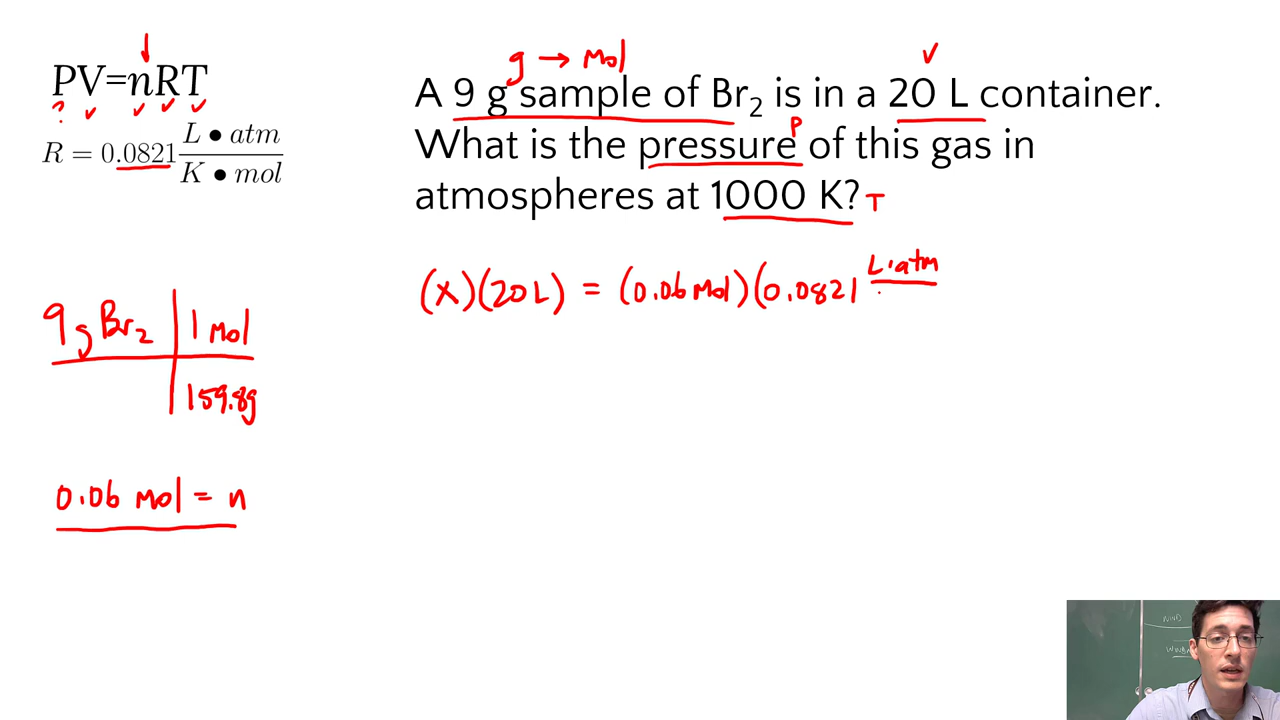 PV=nRT
? ✓ ✓ ✓ ✓
R = 0.0821 L • atm / K • mol
g → mol
V
A 9 g sample of Br₂ is in a 20 L container.
P
What is the pressure of this gas in
atmospheres at 1000 K? T
(x)(20L) = (0.06 mol)(0.0821 L·atm
9g Br₂ | 1 mol
159.8g
0.06 mol = n